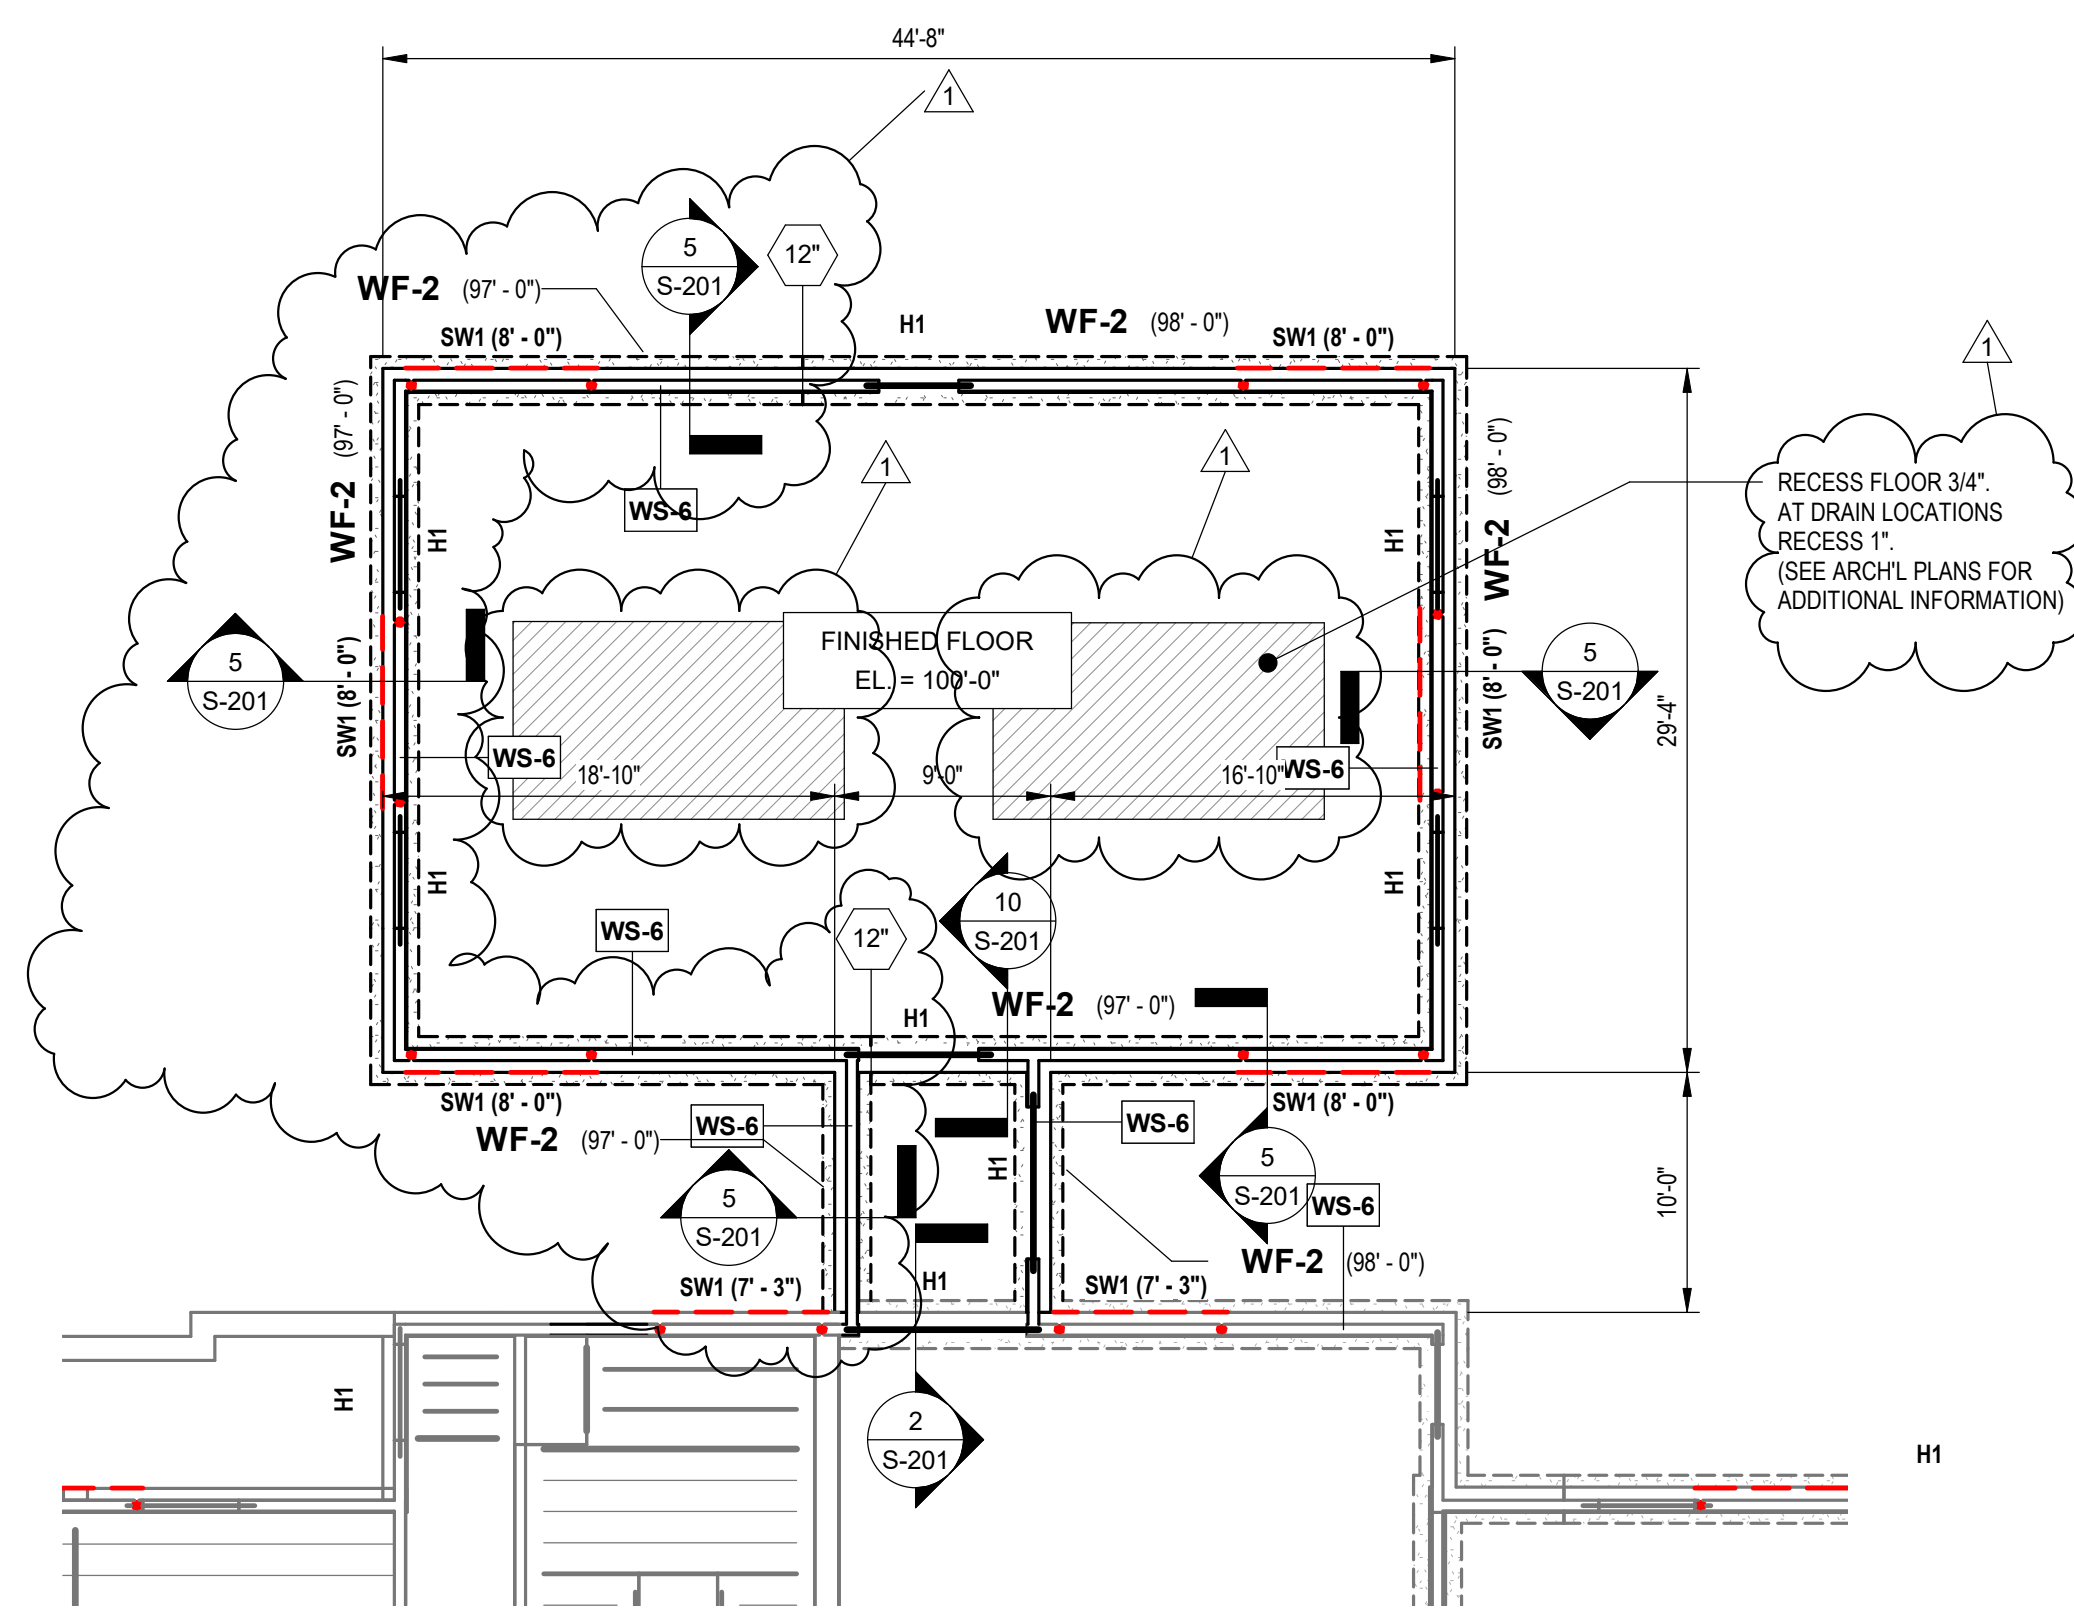 44'-8"
1
5
S-201
12"
WF-2 (97' - 0")
SW1 (8' - 0")
H1
WF-2 (98' - 0")
SW1 (8' - 0")
1
WF-2 (97' - 0")
H1
WS-6
1
1
H1
WF-2 (98' - 0")
RECESS FLOOR 3/4".
AT DRAIN LOCATIONS
RECESS 1".
(SEE ARCH'L PLANS FOR
ADDITIONAL INFORMATION)
5
S-201
SW1 (8' - 0")
FINISHED FLOOR
EL. = 100'-0"
SW1 (8' - 0")
5
S-201
29'-4"
WS-6
18'-10"
9'-0"
16'-10"
WS-6
H1
H1
WS-6
12"
10
S-201
H1
WF-2 (97' - 0")
SW1 (8' - 0")
WF-2 (97' - 0")
WS-6
WS-6
SW1 (8' - 0")
5
S-201
H1
5
S-201
WS-6
10'-0"
WF-2 (98' - 0")
SW1 (7' - 3")
H1
SW1 (7' - 3")
H1
2
S-201
H1